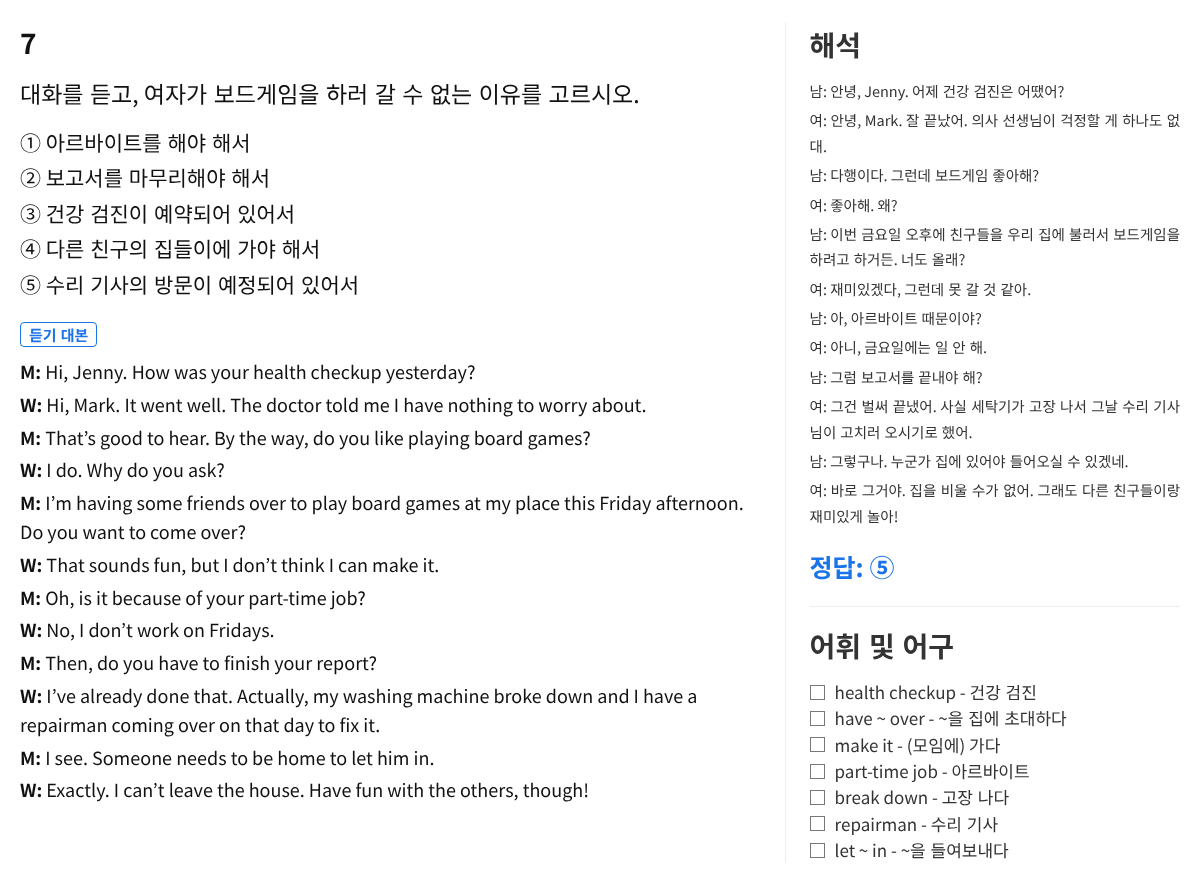 7
대화를 듣고, 여자가 보드게임을 하러 갈 수 없는 이유를 고르시오.
① 아르바이트를 해야 해서
② 보고서를 마무리해야 해서
③ 건강 검진이 예약되어 있어서
④ 다른 친구의 집들이에 가야 해서
⑤ 수리 기사의 방문이 예정되어 있어서
듣기 대본
M: Hi, Jenny. How was your health checkup yesterday?
W: Hi, Mark. It went well. The doctor told me I have nothing to worry about.
M: That’s good to hear. By the way, do you like playing board games?
W: I do. Why do you ask?
M: I’m having some friends over to play board games at my place this Friday afternoon.
Do you want to come over?
W: That sounds fun, but I don’t think I can make it.
M: Oh, is it because of your part-time job?
W: No, I don’t work on Fridays.
M: Then, do you have to finish your report?
W: I’ve already done that. Actually, my washing machine broke down and I have a
repairman coming over on that day to fix it.
M: I see. Someone needs to be home to let him in.
W: Exactly. I can’t leave the house. Have fun with the others, though!
해석
남: 안녕, Jenny. 어제 건강 검진은 어땠어?
여: 안녕, Mark. 잘 끝났어. 의사 선생님이 걱정할 게 하나도 없
대.
남: 다행이다. 그런데 보드게임 좋아해?
여: 좋아해. 왜?
남: 이번 금요일 오후에 친구들을 우리 집에 불러서 보드게임을
하려고 하거든. 너도 올래?
여: 재미있겠다, 그런데 못 갈 것 같아.
남: 아, 아르바이트 때문이야?
여: 아니, 금요일에는 일 안 해.
남: 그럼 보고서를 끝내야 해?
여: 그건 벌써 끝냈어. 사실 세탁기가 고장 나서 그날 수리 기사
님이 고치러 오시기로 했어.
남: 그렇구나. 누군가 집에 있어야 들어오실 수 있겠네.
여: 바로 그거야. 집을 비울 수가 없어. 그래도 다른 친구들이랑
재미있게 놀아!
정답: ⑤
어휘 및 어구
☐ health checkup - 건강 검진
☐ have ~ over - ~을 집에 초대하다
☐ make it - (모임에) 가다
☐ part-time job - 아르바이트
☐ break down - 고장 나다
☐ repairman - 수리 기사
☐ let ~ in - ~을 들여보내다